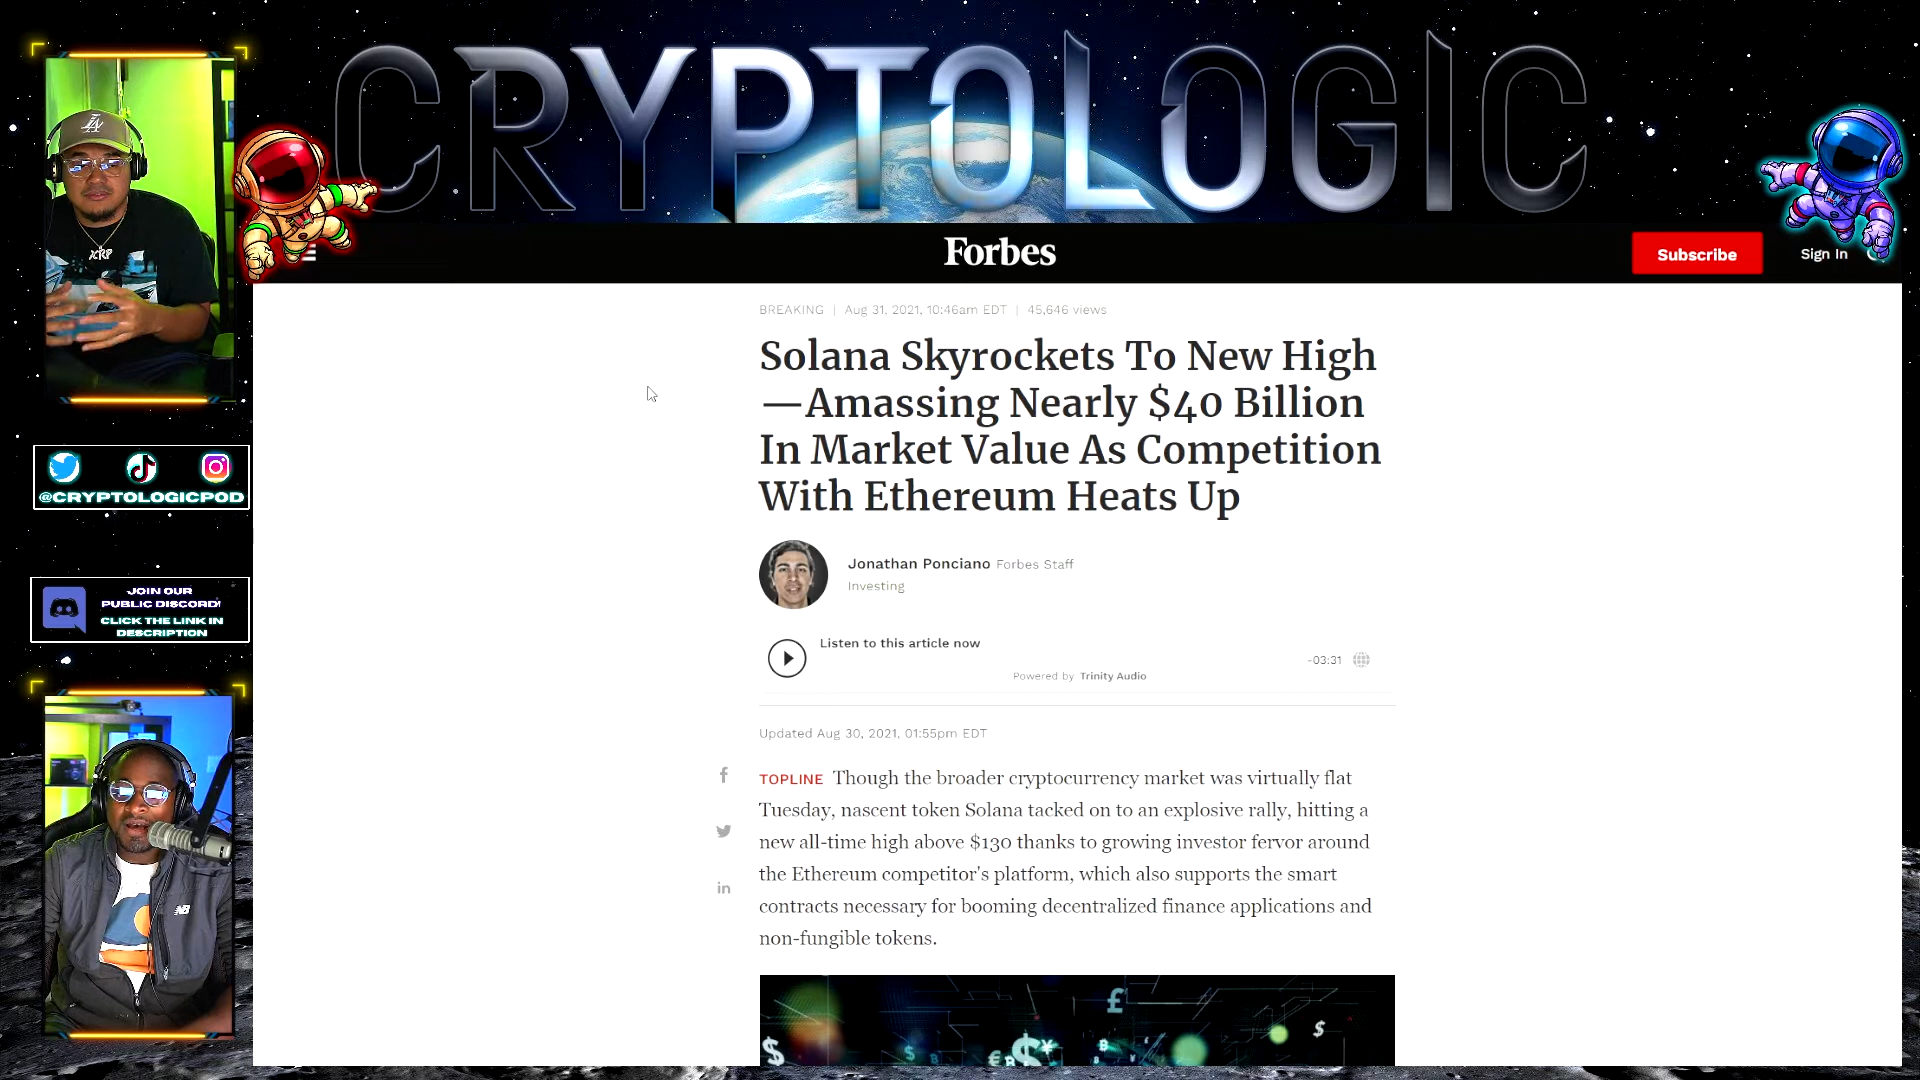 CRYPTOLOGIC
Forbes
Subscribe
Sign In
BREAKING | Aug 31, 2021, 10:46am EDT | 45,646 views
Solana Skyrockets To New High
—Amassing Nearly $40 Billion
In Market Value As Competition
With Ethereum Heats Up
Jonathan Ponciano Forbes Staff
Investing
Listen to this article now
-03:31
Powered by Trinity Audio
Updated Aug 30, 2021, 01:55pm EDT
TOPLINE Though the broader cryptocurrency market was virtually flat
Tuesday, nascent token Solana tacked on to an explosive rally, hitting a
new all-time high above $130 thanks to growing investor fervor around
the Ethereum competitor's platform, which also supports the smart
contracts necessary for booming decentralized finance applications and
non-fungible tokens.
LA
XRP
@CRYPTOLOGICPOD
JOIN OUR
PUBLIC DISCORD!
CLICK THE LINK IN
DESCRIPTION